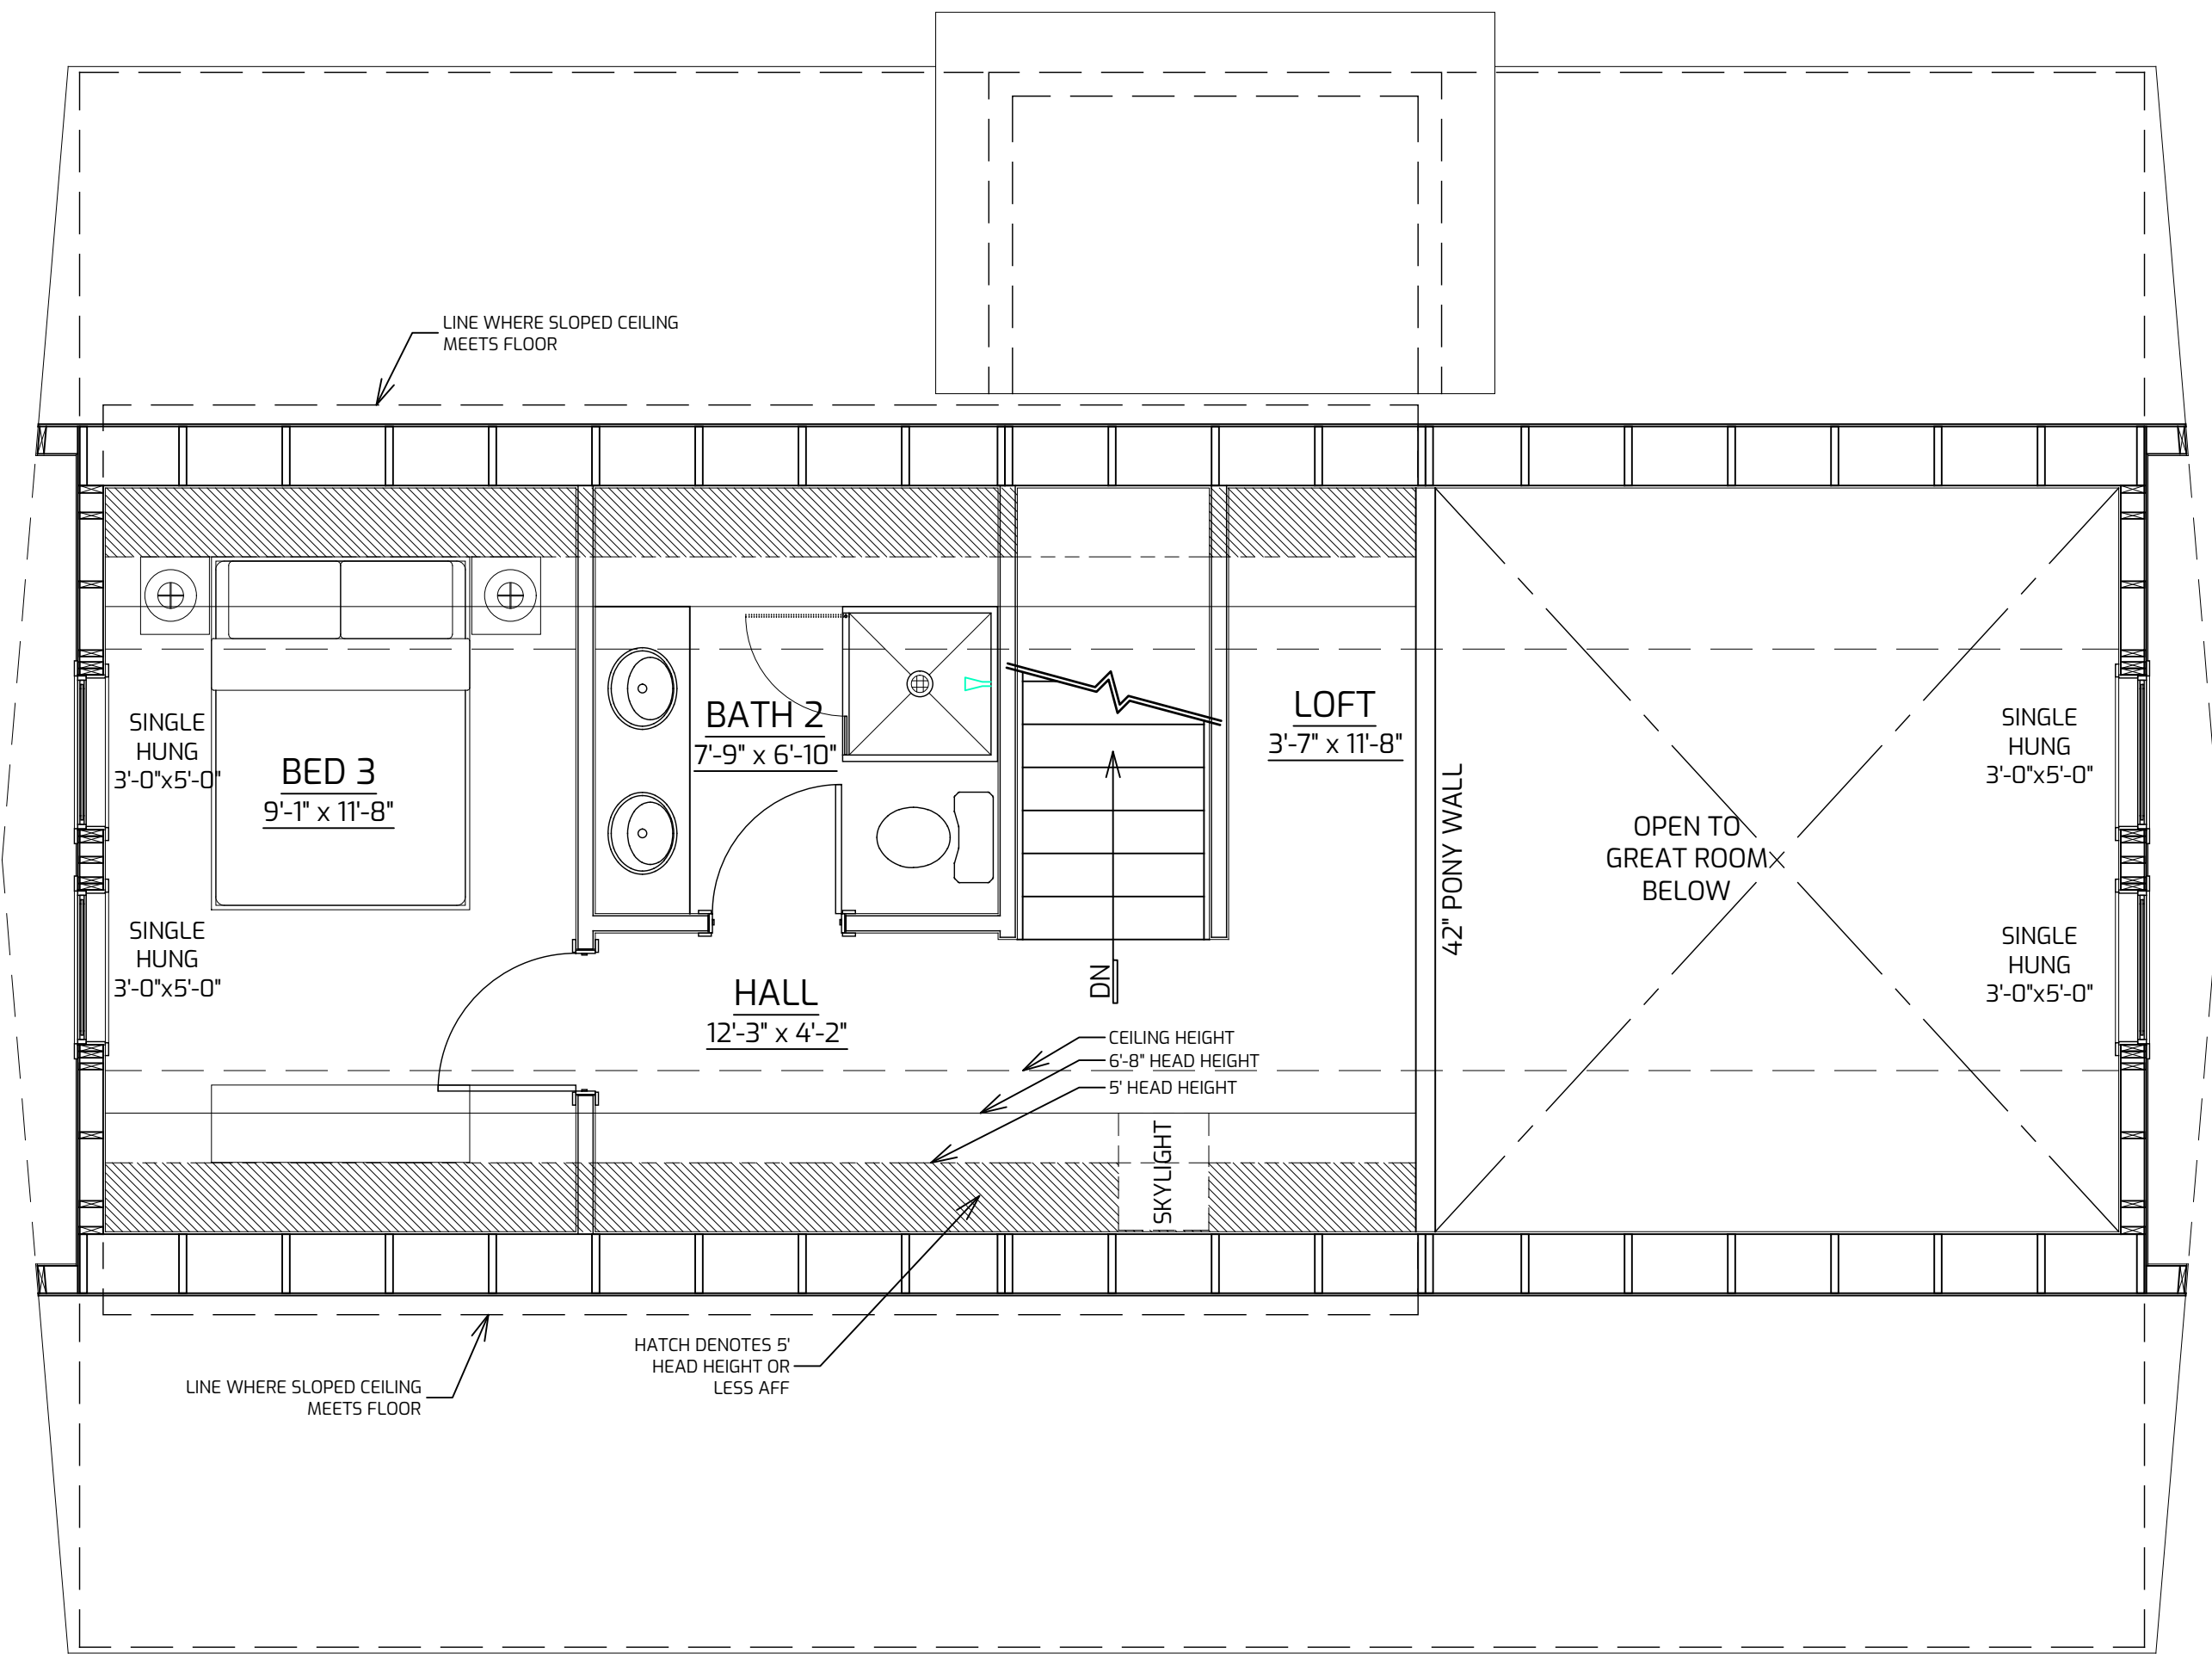 LINE WHERE SLOPED CEILING
MEETS FLOOR
SINGLE
HUNG
3'-0"x5'-0"
BED 3
9'-1" x 11'-8"
SINGLE
HUNG
3'-0"x5'-0"
BATH 2
7'-9" x 6'-10"
HALL
12'-3" x 4'-2"
DN
LOFT
3'-7" x 11'-8"
42" PONY WALL
OPEN TO
GREAT ROOM
BELOW
SINGLE
HUNG
3'-0"x5'-0"
SINGLE
HUNG
3'-0"x5'-0"
CEILING HEIGHT
6'-8" HEAD HEIGHT
5' HEAD HEIGHT
SKYLIGHT
HATCH DENOTES 5'
HEAD HEIGHT OR
LESS AFF
LINE WHERE SLOPED CEILING
MEETS FLOOR